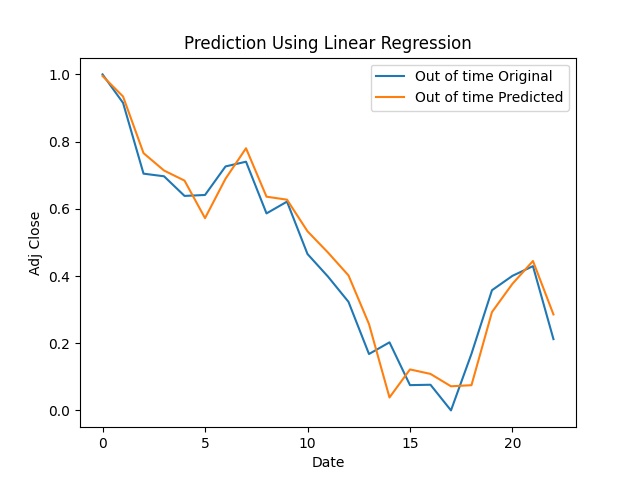 Prediction Using Linear Regression
Out of time Original
Out of time Predicted
Adj Close
1.0
0.8
0.6
0.4
0.2
0.0
0
5
10
15
20
Date